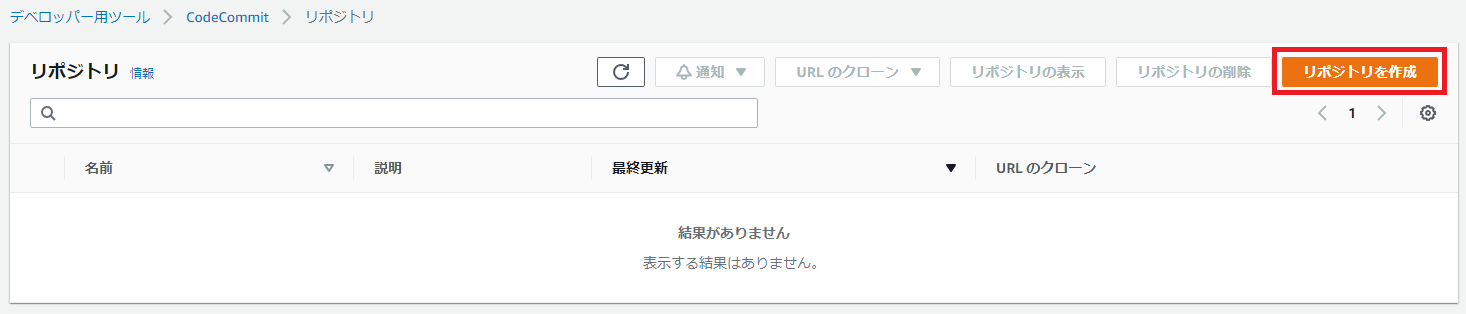 デベロッパー用ツール > CodeCommit > リポジトリ
リポジトリ 情報
通知 URL のクローン リポジトリの表示 リポジトリの削除 リポジトリを作成
1
名前 説明 最終更新 URL のクローン
結果がありません
表示する結果はありません。